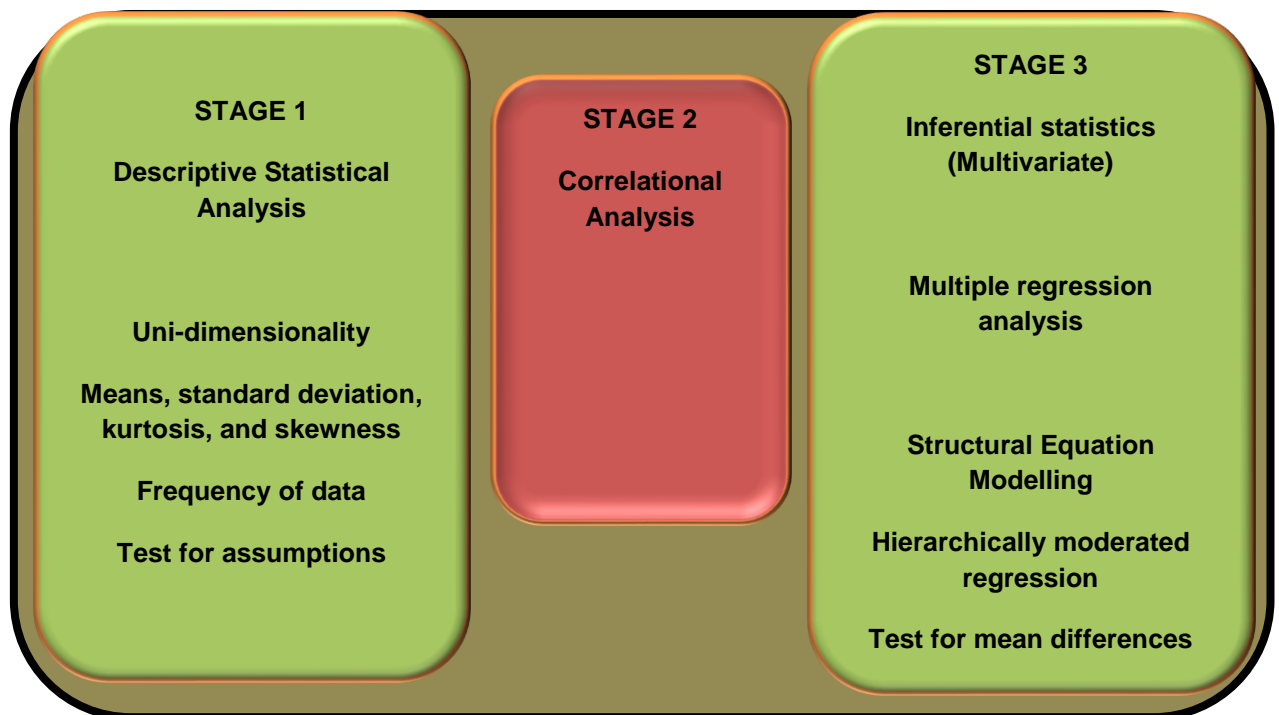 STAGE 1
Descriptive Statistical
Analysis
Uni-dimensionality
Means, standard deviation,
kurtosis, and skewness
Frequency of data
Test for assumptions
STAGE 2
Correlational
Analysis
STAGE 3
Inferential statistics
(Multivariate)
Multiple regression
analysis
Structural Equation
Modelling
Hierarchically moderated
regression
Test for mean differences